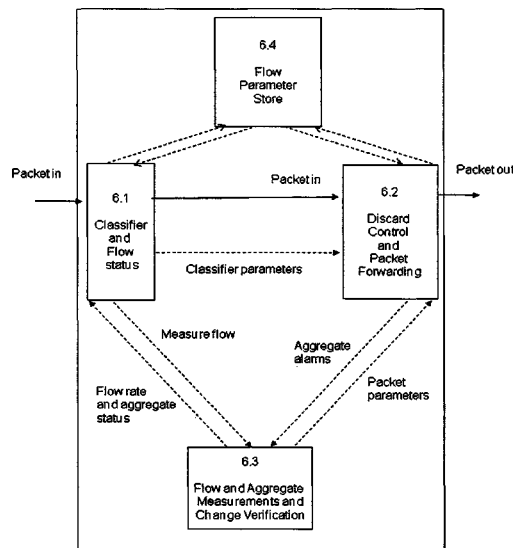 6.4
Flow
Parameter
Store
Packet in
Packet in
Packet out
6.1
Classifier
and
Flow
status
6.2
Discard
Control
and
Packet
Forwarding
Classifier parameters
Measure flow
Aggregate
alarms
Flow rate
and aggregate
status
Packet
parameters
6.3
Flow and Aggregate
Measurements and
Change Verification